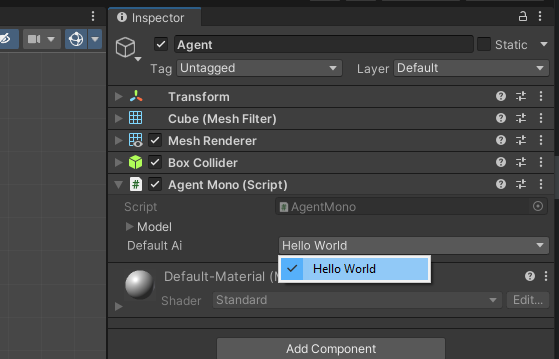 Inspector
Agent
Static
Tag Untagged Layer Default
Transform
Cube (Mesh Filter)
Mesh Renderer
Box Collider
# Agent Mono (Script)
Script # AgentMono
Model
Default Ai Hello World
Hello World
Default-Material (M
Shader Standard Edit...
Add Component